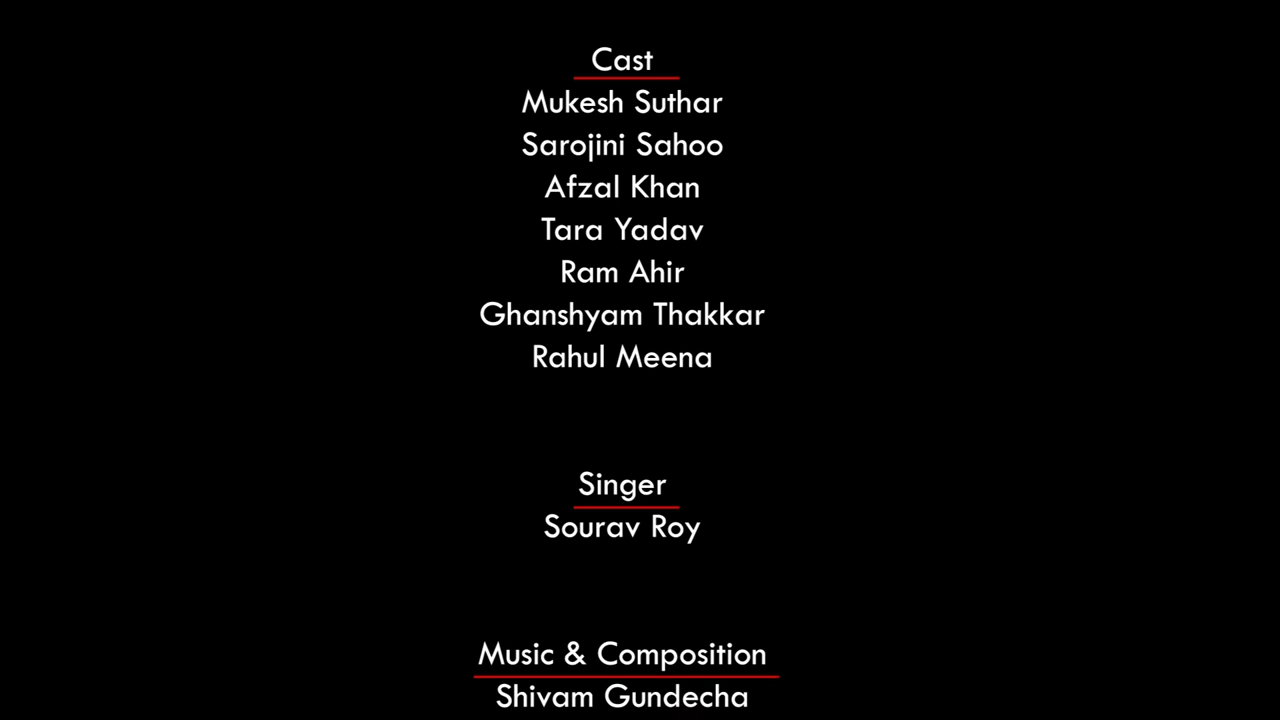 Cast
Mukesh Suthar
Sarojini Sahoo
Afzal Khan
Tara Yadav
Ram Ahir
Ghanshyam Thakkar
Rahul Meena
Singer
Sourav Roy
Music & Composition
Shivam Gundecha